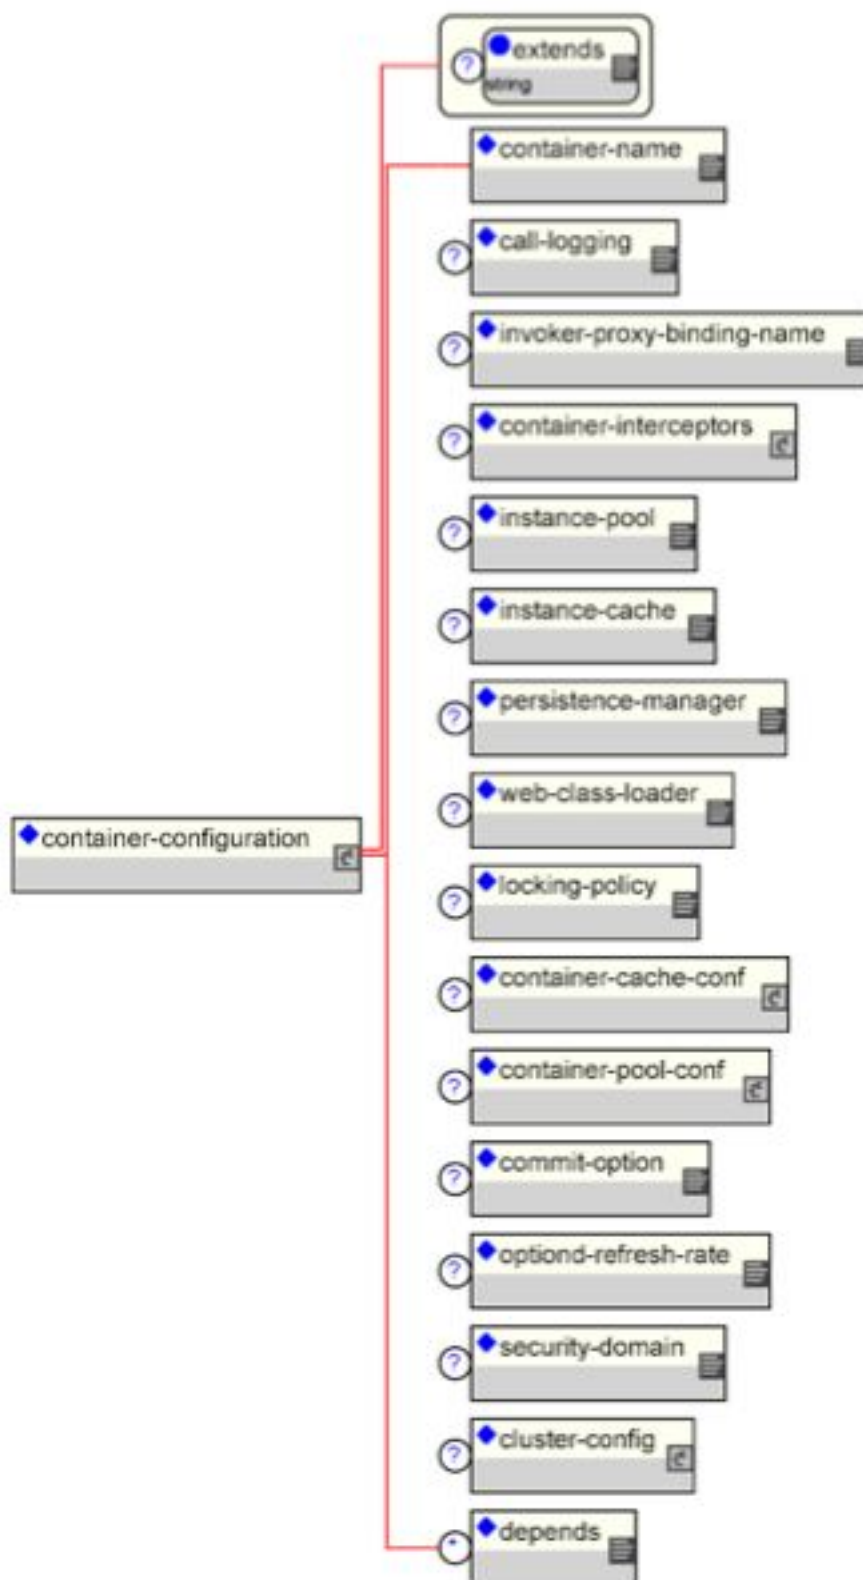 extends
string
container-name
call-logging
invoker-proxy-binding-name
container-interceptors
instance-pool
instance-cache
persistence-manager
web-class-loader
container-configuration
locking-policy
container-cache-conf
container-pool-conf
commit-option
optiond-refresh-rate
security-domain
cluster-config
depends